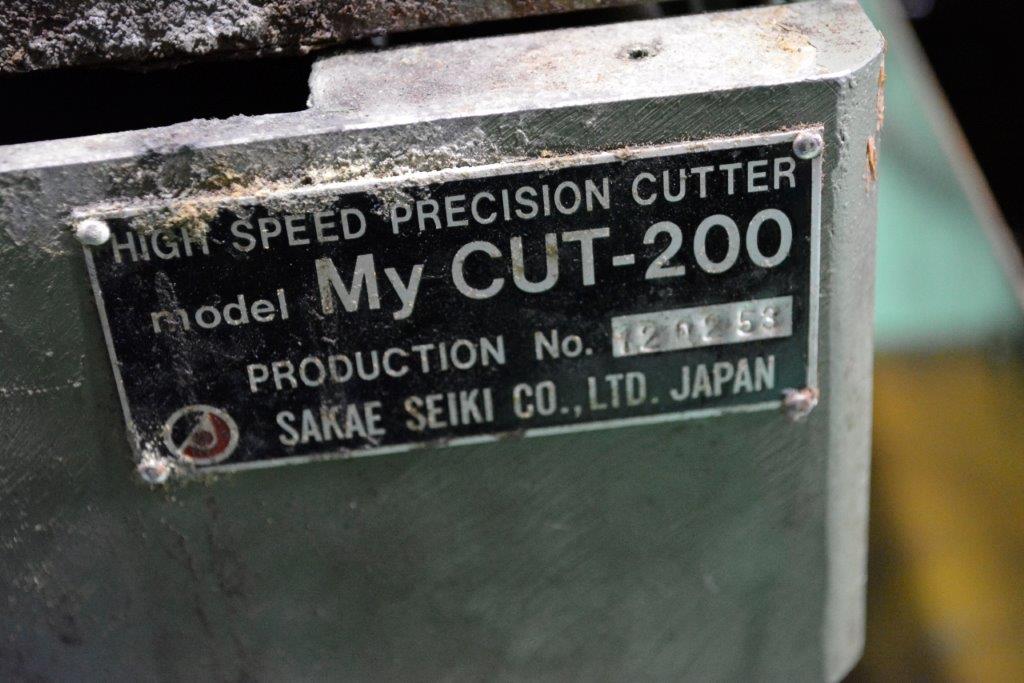 HIGH SPEED PRECISION CUTTER
model My CUT-200
PRODUCTION No.
SAKAE SEIKI CO., LTD. JAPAN